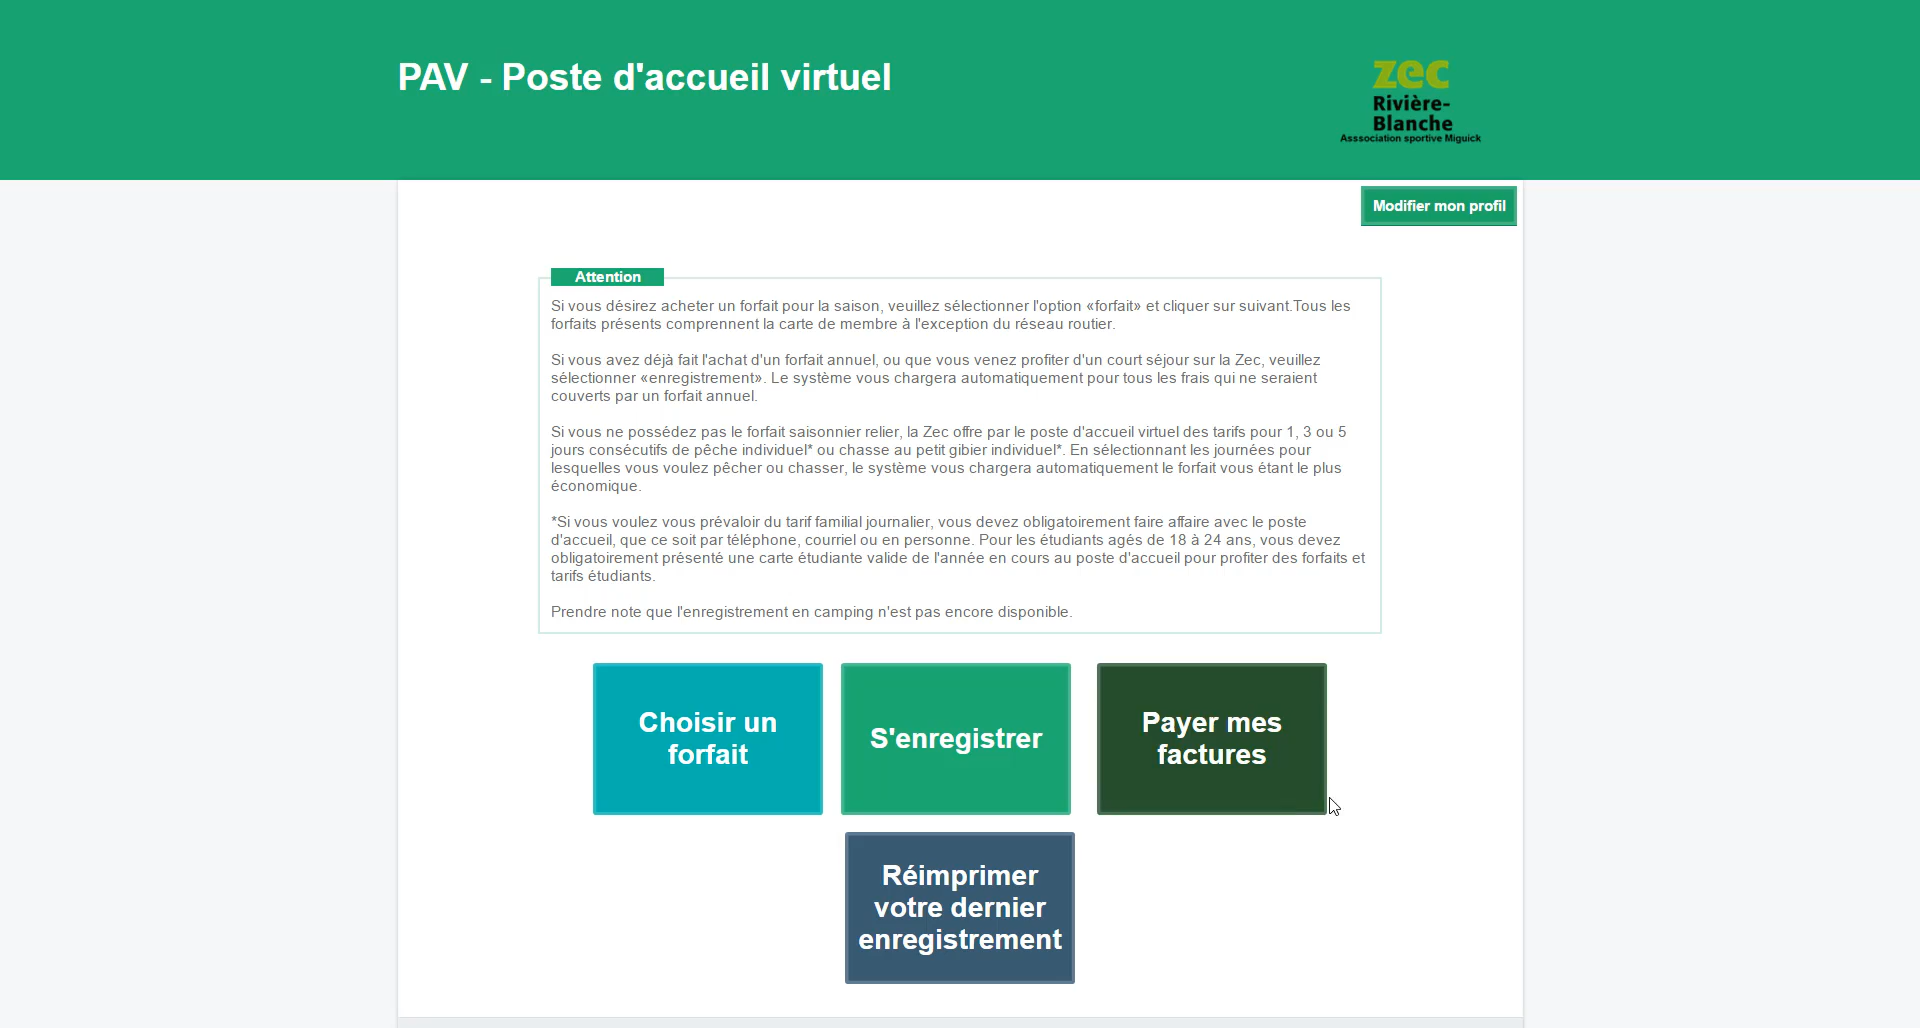 PAV - Poste d'accueil virtuel
zec
Rivière-
Blanche
Asssociation sportive Miguick
Modifier mon profil
Attention
Si vous désirez acheter un forfait pour la saison, veuillez sélectionner l'option «forfait» et cliquer sur suivant.Tous les
forfaits présents comprennent la carte de membre à l'exception du réseau routier.
Si vous avez déjà fait l'achat d'un forfait annuel, ou que vous venez profiter d'un court séjour sur la Zec, veuillez
sélectionner «enregistrement». Le système vous chargera automatiquement pour tous les frais qui ne seraient
couverts par un forfait annuel.
Si vous ne possédez pas le forfait saisonnier relier, la Zec offre par le poste d'accueil virtuel des tarifs pour 1, 3 ou 5
jours consécutifs de pêche individuel* ou chasse au petit gibier individuel*. En sélectionnant les journées pour
lesquelles vous voulez pêcher ou chasser, le système vous chargera automatiquement le forfait vous étant le plus
économique.
*Si vous voulez vous prévaloir du tarif familial journalier, vous devez obligatoirement faire affaire avec le poste
d'accueil, que ce soit par téléphone, courriel ou en personne. Pour les étudiants agés de 18 à 24 ans, vous devez
obligatoirement présenté une carte étudiante valide de l'année en cours au poste d'accueil pour profiter des forfaits et
tarifs étudiants.
Prendre note que l'enregistrement en camping n'est pas encore disponible.
Choisir un
forfait
S'enregistrer
Payer mes
factures
Réimprimer
votre dernier
enregistrement